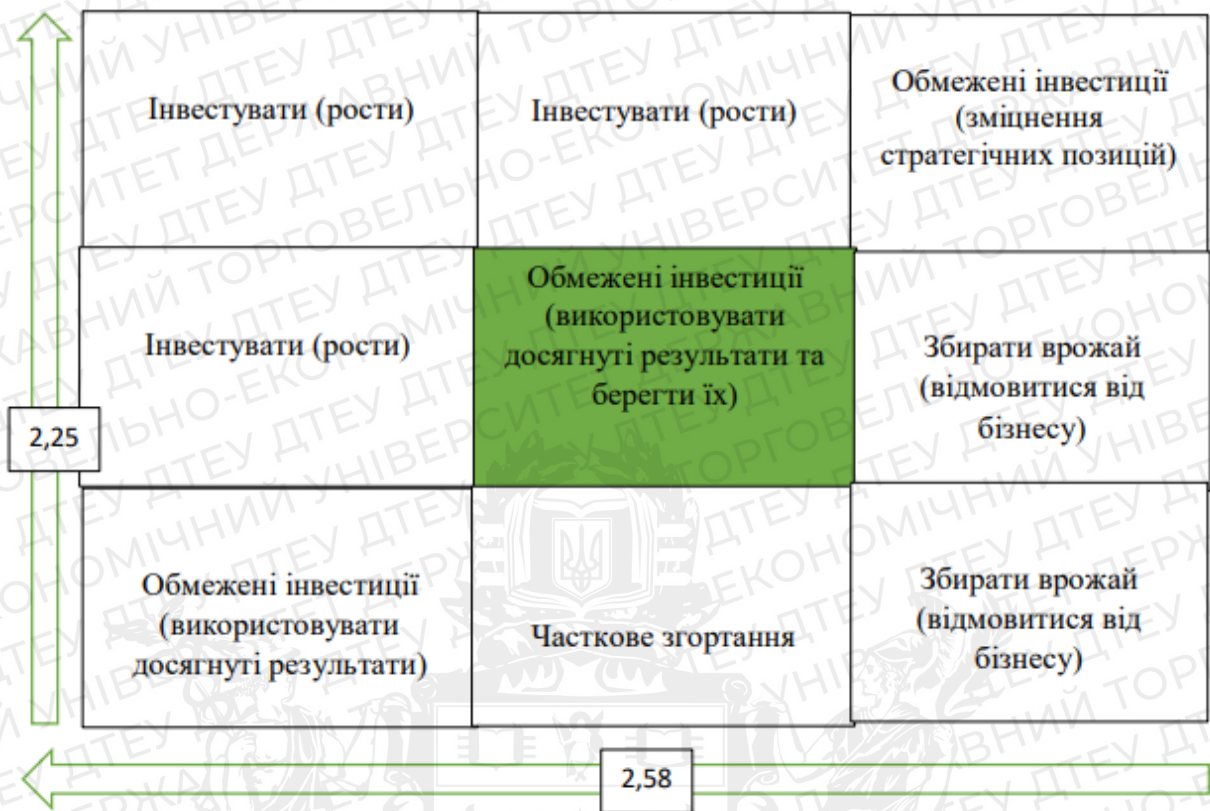 Інвестувати (рости)
Інвестувати (рости)
Обмежені інвестиції
(зміцнення
стратегічних позицій)
Інвестувати (рости)
Обмежені інвестиції
(використовувати
досягнуті результати та
берегти їх)
Збирати врожай
(відмовитися від
бізнесу)
2,25
Обмежені інвестиції
(використовувати
досягнуті результати)
Часткове згортання
Збирати врожай
(відмовитися від
бізнесу)
2,58